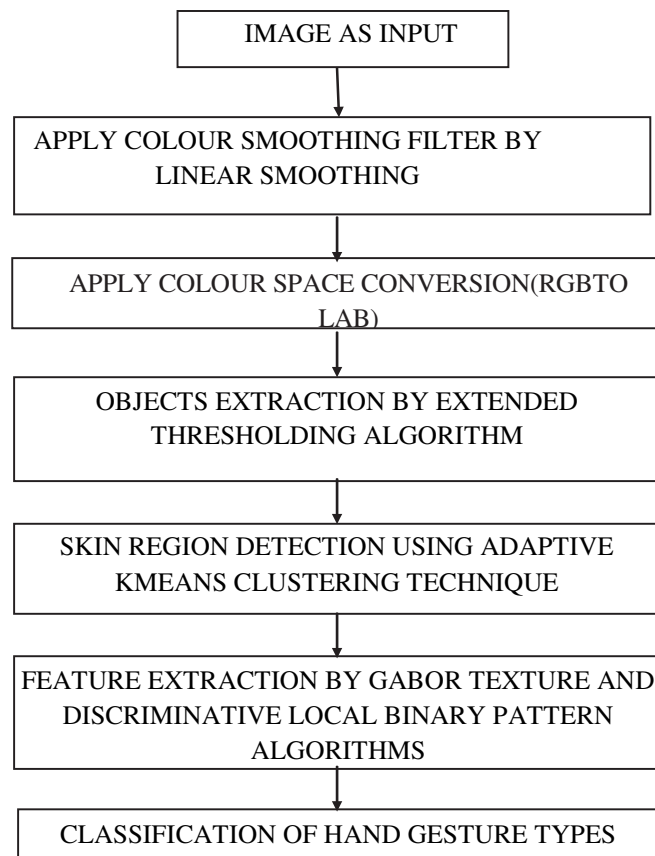 IMAGE AS INPUT
APPLY COLOUR SMOOTHING FILTER BY
LINEAR SMOOTHING
APPLY COLOUR SPACE CONVERSION(RGBTO
LAB)
OBJECTS EXTRACTION BY EXTENDED
THRESHOLDING ALGORITHM
SKIN REGION DETECTION USING ADAPTIVE
KMEANS CLUSTERING TECHNIQUE
FEATURE EXTRACTION BY GABOR TEXTURE AND
DISCRIMINATIVE LOCAL BINARY PATTERN
ALGORITHMS
CLASSIFICATION OF HAND GESTURE TYPES